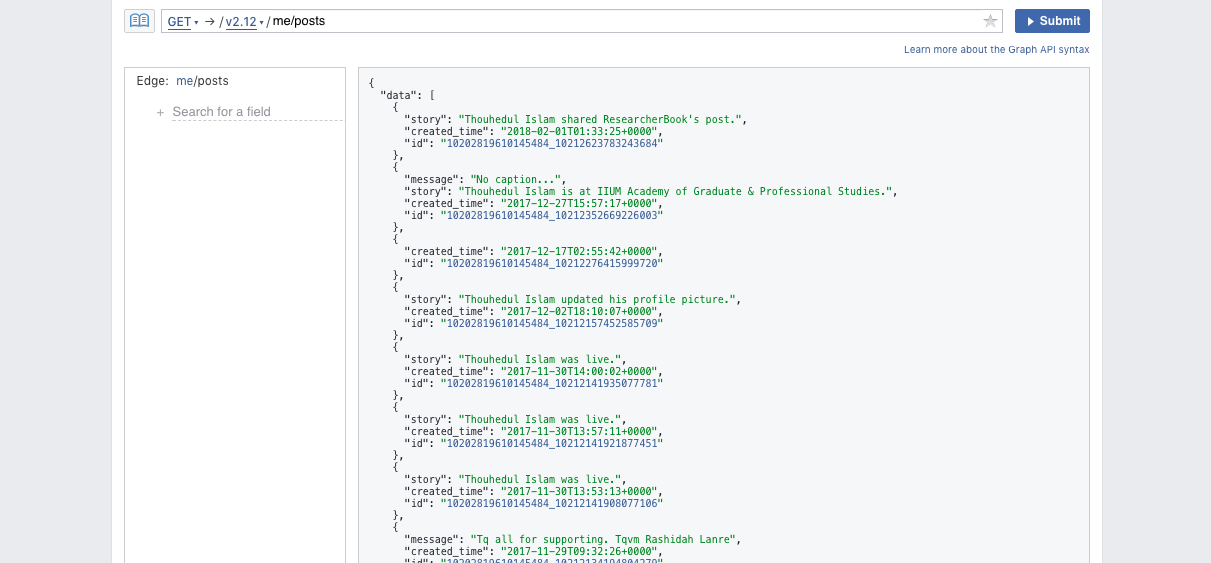 GET → / v2.12 / me/posts Submit
Learn more about the Graph API syntax
Edge: me/posts
+ Search for a field
{
"data": [
{
"story": "Thouhedul Islam shared ResearcherBook's post.",
"created_time": "2018-02-01T01:33:25+0000",
"id": "10202819610145484_10212623783243684"
},
{
"message": "No caption...",
"story": "Thouhedul Islam is at IIUM Academy of Graduate & Professional Studies.",
"created_time": "2017-12-27T15:57:17+0000",
"id": "10202819610145484_10212352669226003"
},
{
"created_time": "2017-12-17T02:55:42+0000",
"id": "10202819610145484_10212276415999720"
},
{
"story": "Thouhedul Islam updated his profile picture.",
"created_time": "2017-12-02T18:10:07+0000",
"id": "10202819610145484_10212157452585709"
},
{
"story": "Thouhedul Islam was live.",
"created_time": "2017-11-30T14:00:02+0000",
"id": "10202819610145484_10212141935077781"
},
{
"story": "Thouhedul Islam was live.",
"created_time": "2017-11-30T13:57:11+0000",
"id": "10202819610145484_10212141921877451"
},
{
"story": "Thouhedul Islam was live.",
"created_time": "2017-11-30T13:53:13+0000",
"id": "10202819610145484_10212141908077106"
},
{
"message": "Tq all for supporting. Tqvm Rashidah Lanre",
"created_time": "2017-11-29T09:32:26+0000",